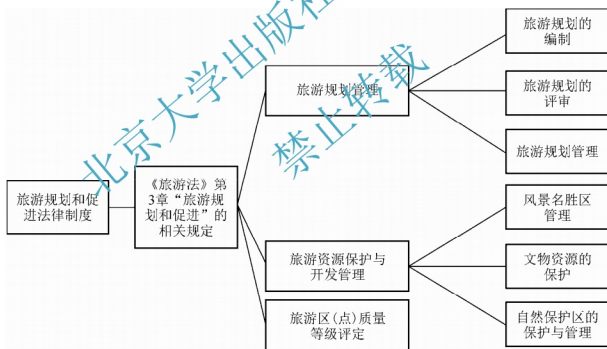 旅游规划和促
进法律制度
《旅游法》第
3章“旅游规
划和促进”的
相关规定
旅游规划管理
旅游资源保护与
开发管理
旅游区(点)质量
等级评定
旅游规划的
编制
旅游规划的
评审
旅游规划管理
风景名胜区
管理
文物资源的
保护
自然保护区的
保护与管理
北京大学出版社
禁止转载